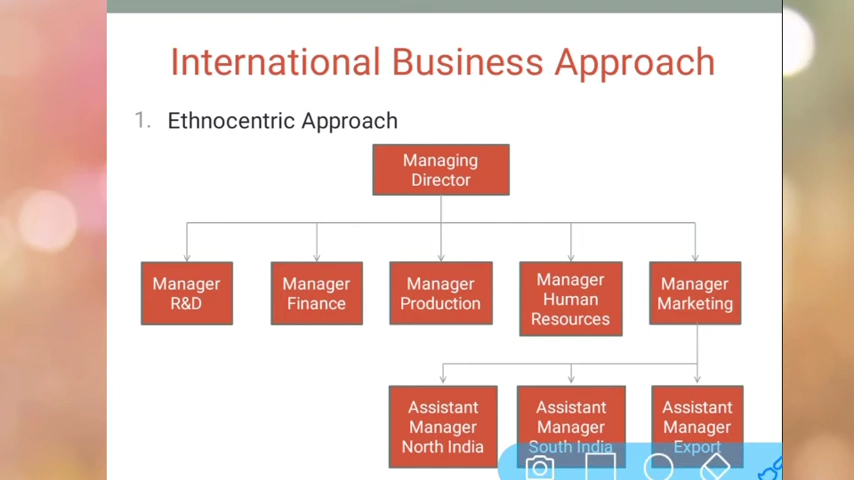 International Business Approach
1. Ethnocentric Approach
Managing
Director
Manager
R&D
Manager
Finance
Manager
Production
Manager
Human
Resources
Manager
Marketing
Assistant
Manager
North India
Assistant
Manager
South India
Assistant
Manager
Export